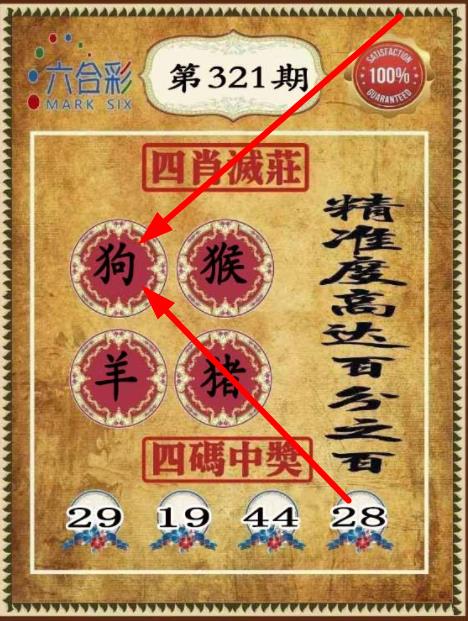 六合彩
MARK SIX
第321期
SATISFACTION
100%
GUARANTEED
四肖滅莊
狗 猴
羊 猪
精准度高达百分之百
四碼中獎
29 19 44 28